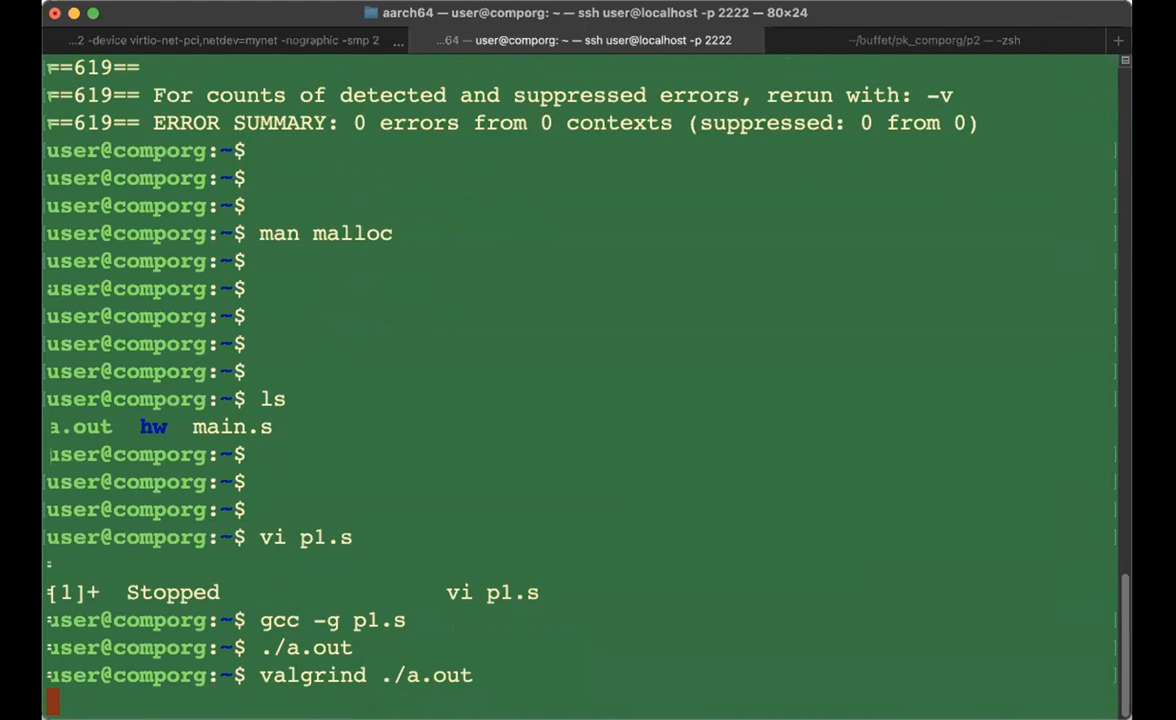 aarch64 — user@comporg: ~ — ssh user@localhost -p 2222 — 80×24
...2 -device virtio-net-pci,netdev=mynet -nographic -smp 2 ... ...64 — user@comporg: ~ — ssh user@localhost -p 2222 ~/buffet/pk_comporg/p2 — -zsh +
==619==
==619== For counts of detected and suppressed errors, rerun with: -v
==619== ERROR SUMMARY: 0 errors from 0 contexts (suppressed: 0 from 0)
user@comporg:~$
user@comporg:~$
user@comporg:~$
user@comporg:~$ man malloc
user@comporg:~$
user@comporg:~$
user@comporg:~$
user@comporg:~$
user@comporg:~$
user@comporg:~$ ls
a.out hw main.s
user@comporg:~$
user@comporg:~$
user@comporg:~$
user@comporg:~$ vi p1.s
[1]+ Stopped vi p1.s
user@comporg:~$ gcc -g p1.s
user@comporg:~$ ./a.out
user@comporg:~$ valgrind ./a.out